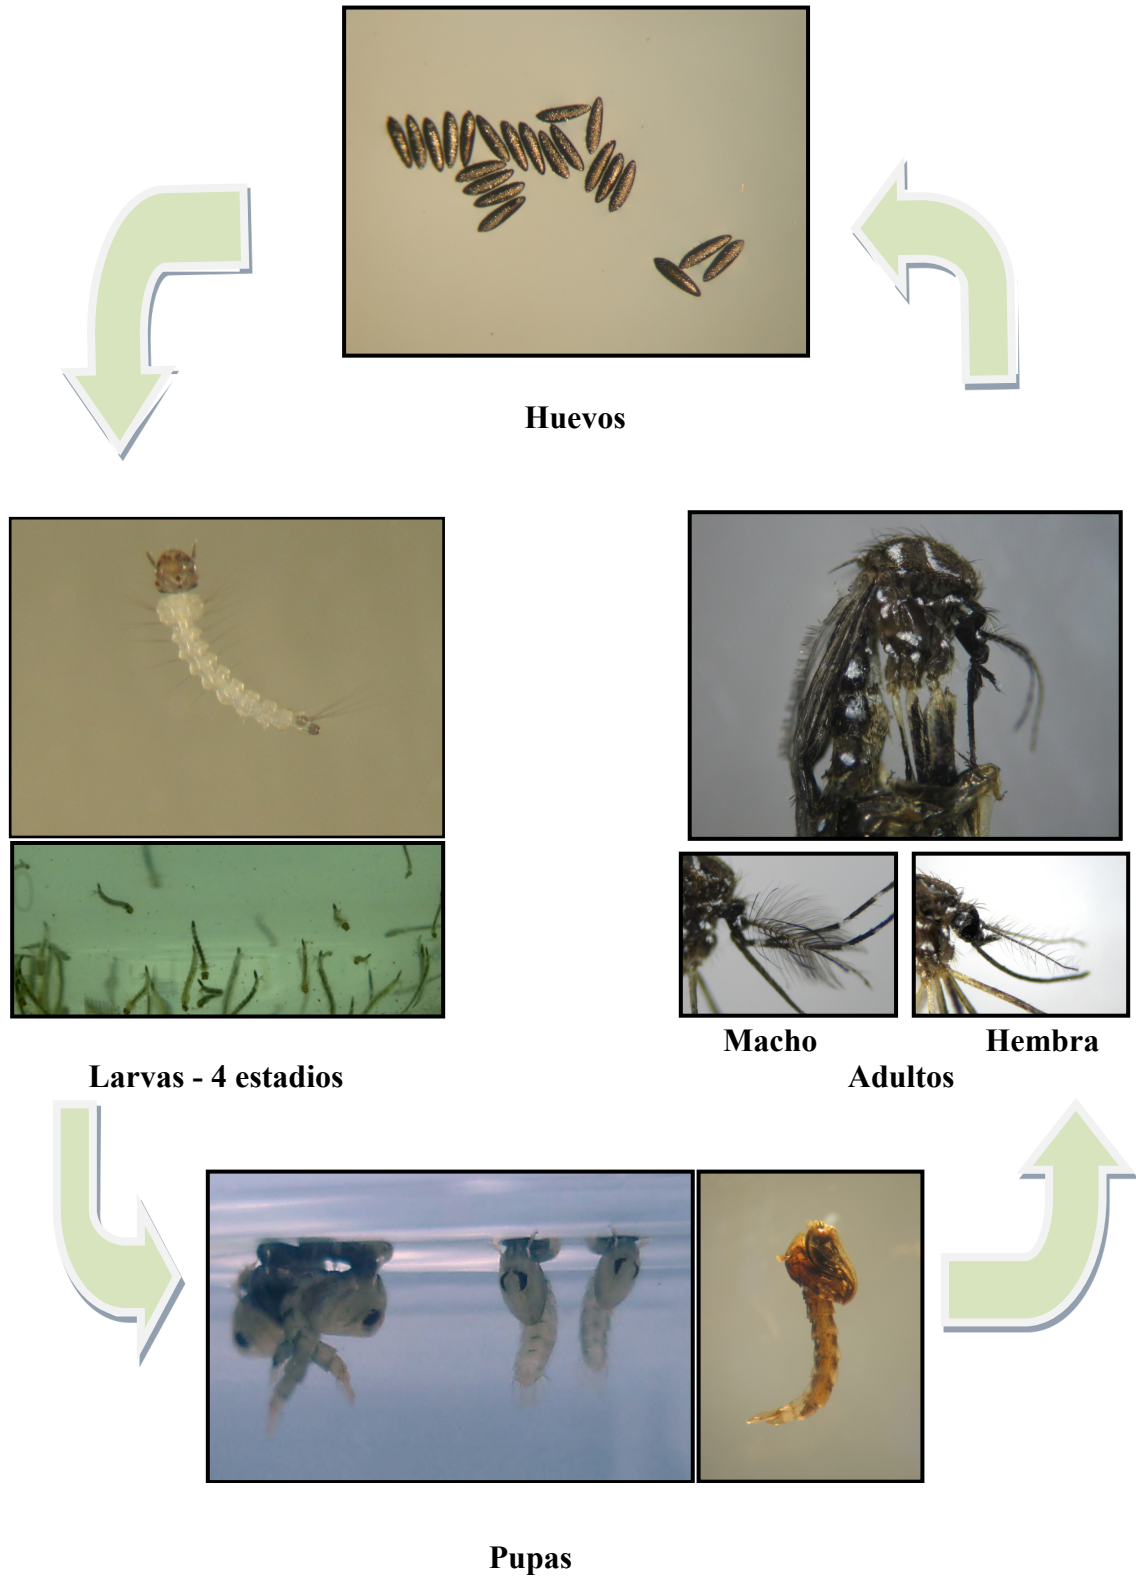 Huevos
Macho
Hembra
Larvas - 4 estadios
Adultos
Pupas